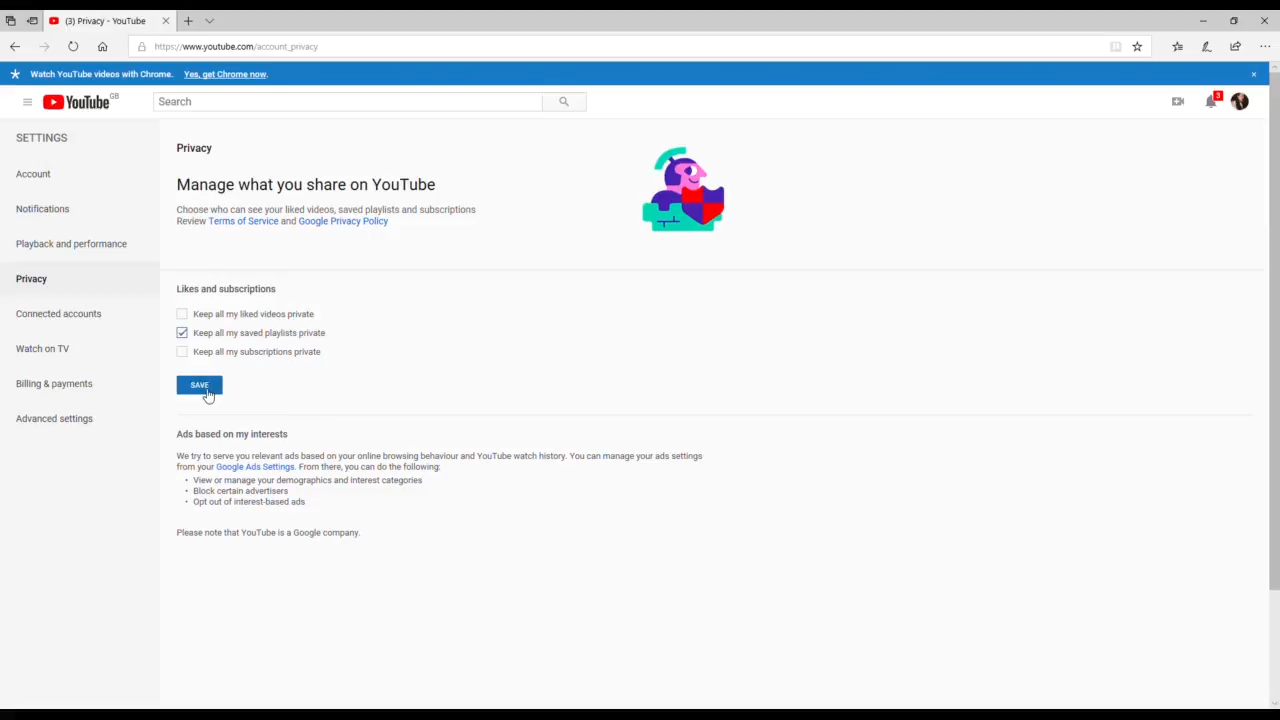 (3) Privacy - YouTube
https://www.youtube.com/account_privacy
Watch YouTube videos with Chrome. Yes, get Chrome now.
YouTube GB
Search
3
SETTINGS
Account
Notifications
Playback and performance
Privacy
Connected accounts
Watch on TV
Billing & payments
Advanced settings
Privacy
Manage what you share on YouTube
Choose who can see your liked videos, saved playlists and subscriptions
Review Terms of Service and Google Privacy Policy
Likes and subscriptions
Keep all my liked videos private
Keep all my saved playlists private
Keep all my subscriptions private
SAVE
Ads based on my interests
We try to serve you relevant ads based on your online browsing behaviour and YouTube watch history. You can manage your ads settings
from your Google Ads Settings. From there, you can do the following:
• View or manage your demographics and interest categories
• Block certain advertisers
• Opt out of interest-based ads
Please note that YouTube is a Google company.